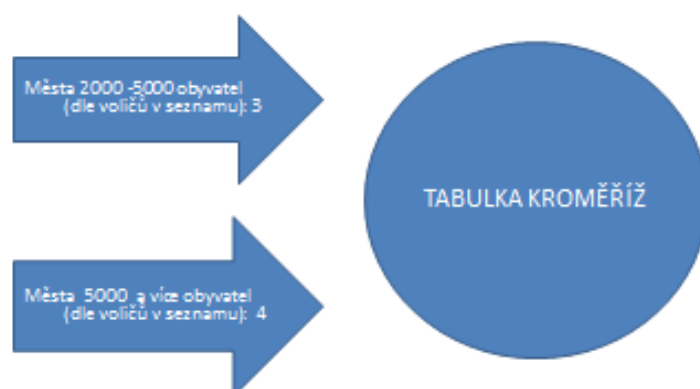 Města 2000 -5000 obyvatel
(dle voličů v seznamu): 3
TABULKA KROMĚŘÍŽ
Města 5000 a více obyvatel
(dle voličů v seznamu): 4